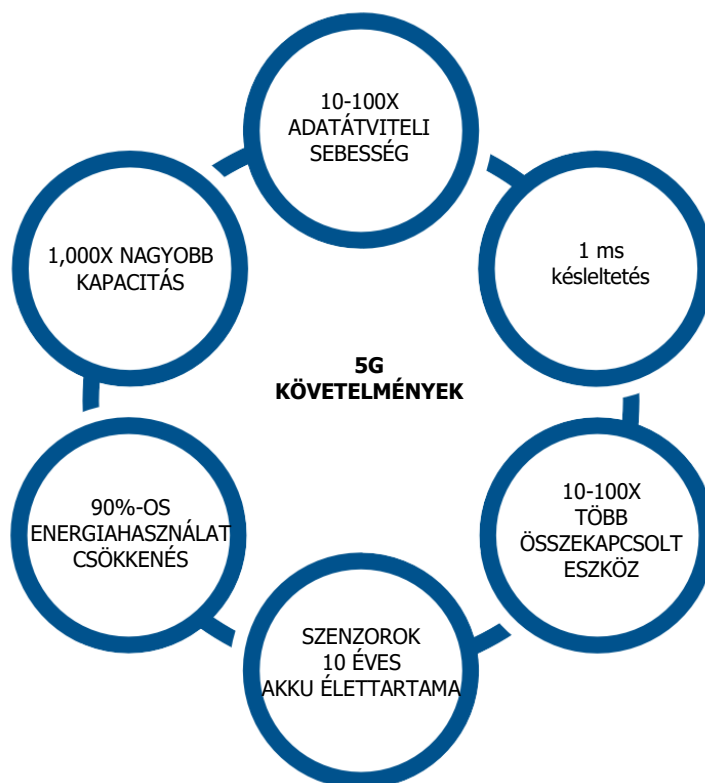 10-100X
ADATÁTVITELI
SEBESSÉG
1 ms
késleltetés
10-100X
TÖBB
ÖSSZEKAPCSOLT
ESZKÖZ
SZENZOROK
10 ÉVES
AKKU ÉLETTARTAMA
90%-OS
ENERGIAHASZNÁLAT
CSÖKKENÉS
1,000X NAGYOBB
KAPACITÁS
5G
KÖVETELMÉNYEK